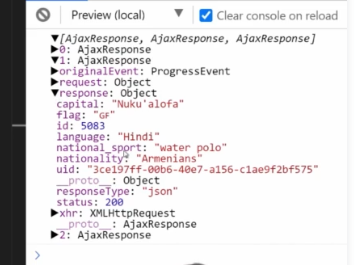 Preview (local) ▼ Clear console on reload
▼[AjaxResponse, AjaxResponse, AjaxResponse]
▶0: AjaxResponse
▼1: AjaxResponse
▶originalEvent: ProgressEvent
▶request: Object
▼response: Object
capital: "Nuku'alofa"
flag: "GF"
id: 5083
language: "Hindi"
national_sport: "water polo"
nationality: "Armenians"
uid: "3ce197ff-00b6-40e7-a156-c1ae9f2bf575"
__proto__: Object
responseType: "json"
status: 200
▶xhr: XMLHttpRequest
__proto__: AjaxResponse
▶2: AjaxResponse
>